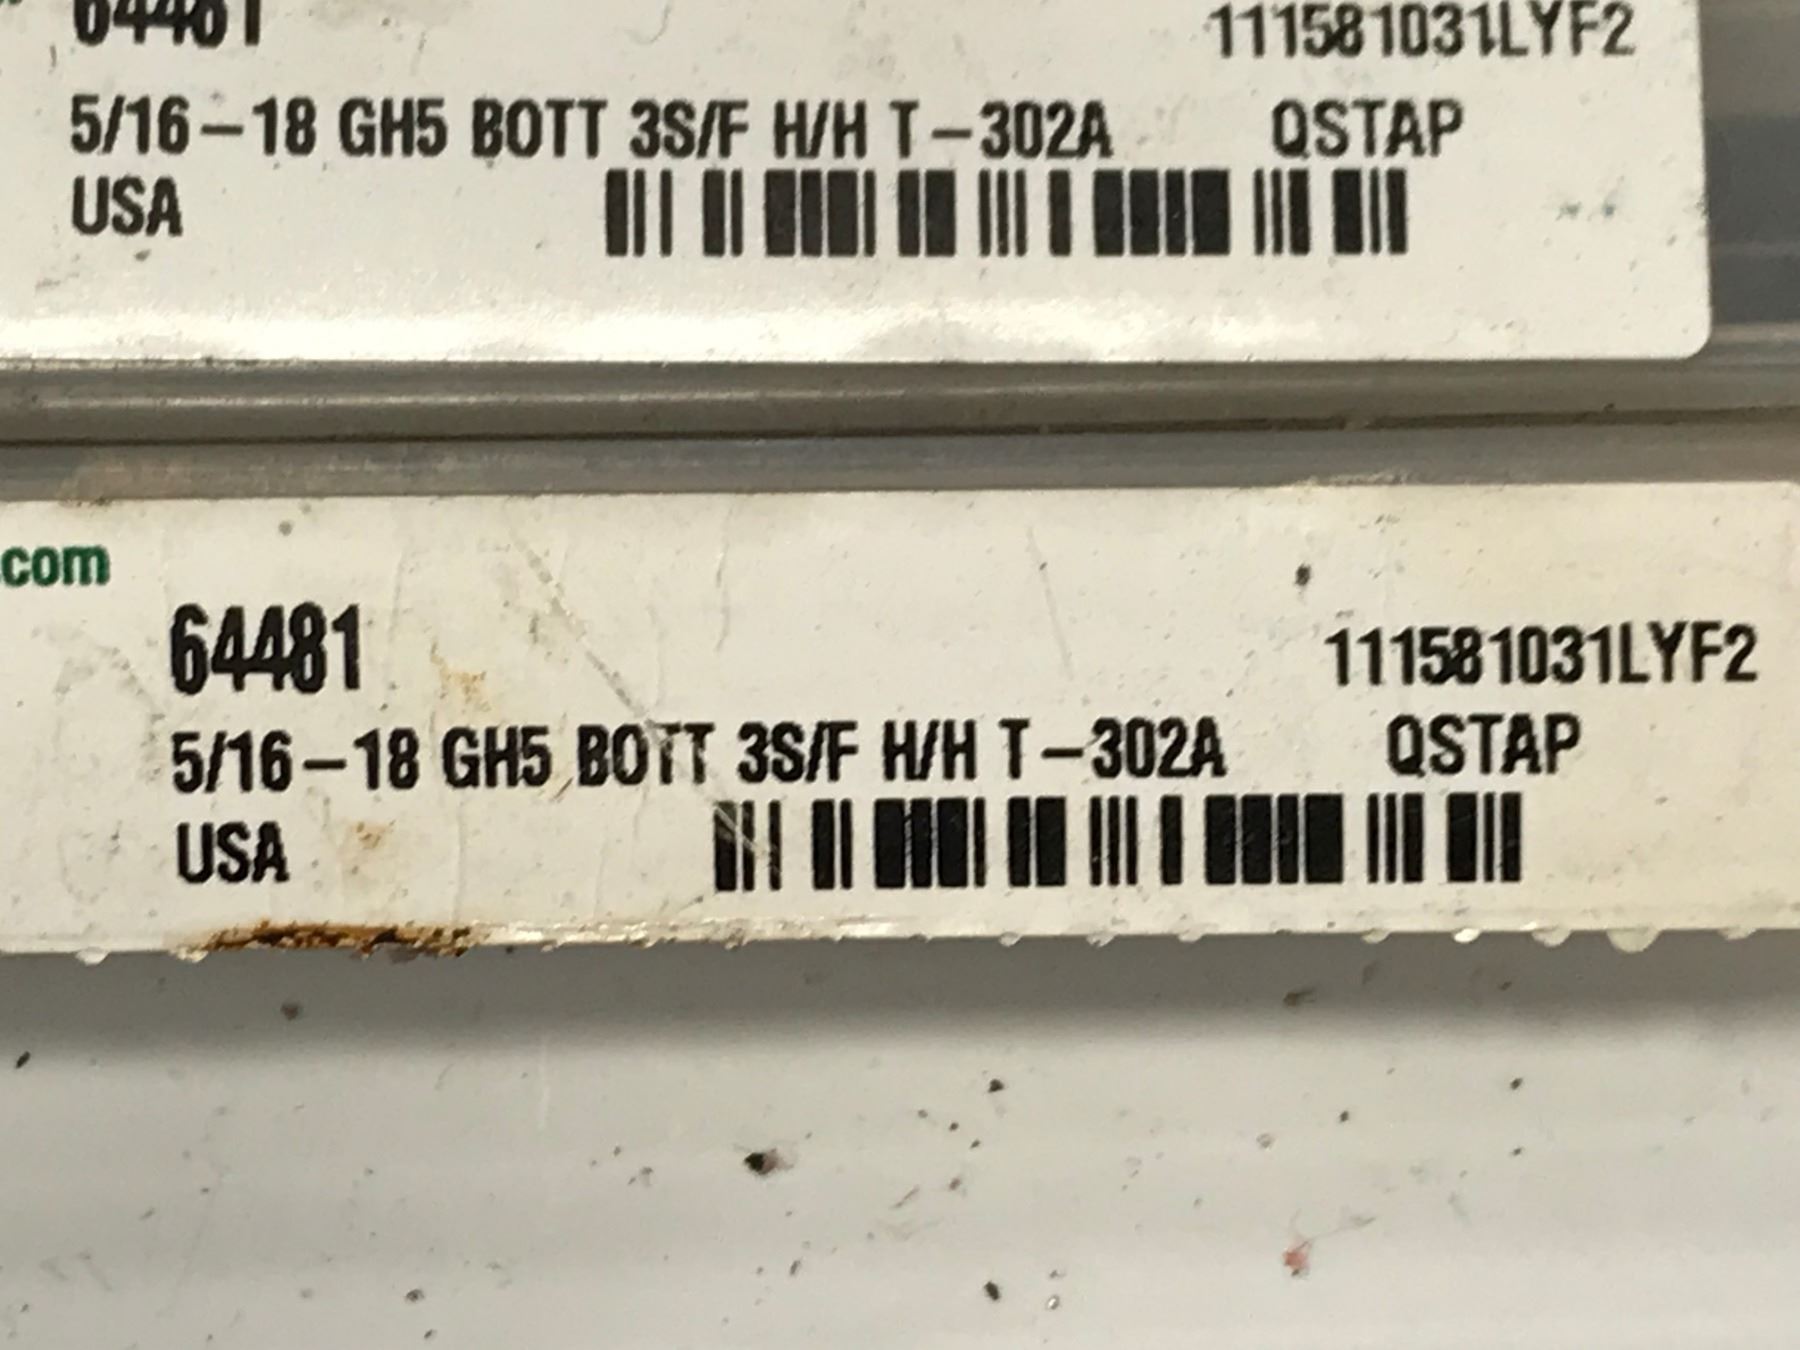 64481
111581031LYF2
5/16-18 GH5 BOTT 3S/F H/H T-302A QSTAP
USA
.com
64481
111581031LYF2
5/16-18 GH5 BOTT 3S/F H/H T-302A QSTAP
USA